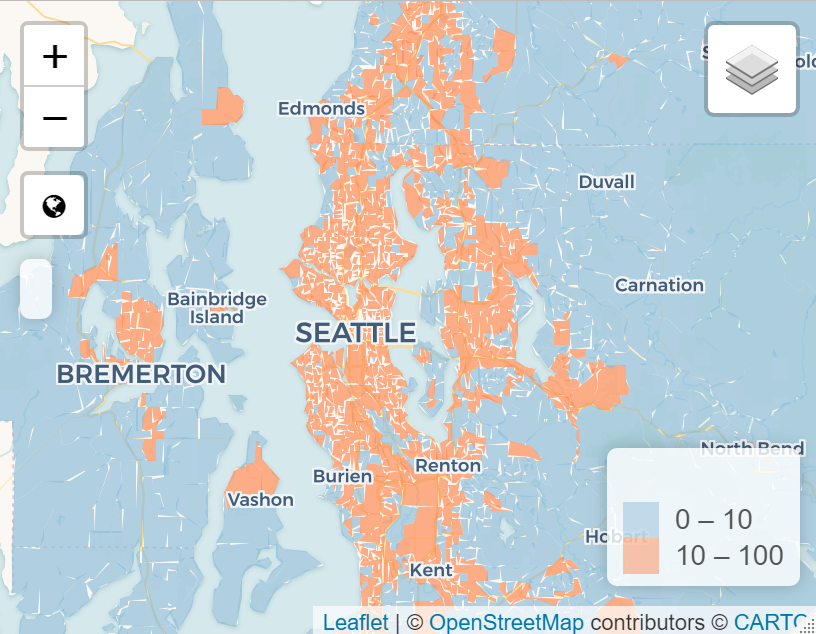 +
−
Edmonds
Duvall
Carnation
Bainbridge
Island
SEATTLE
BREMERTON
North Bend
Renton
Burien
Vashon
0 – 10
Hobart
10 – 100
Kent
Leaflet | © OpenStreetMap contributors © CARTO